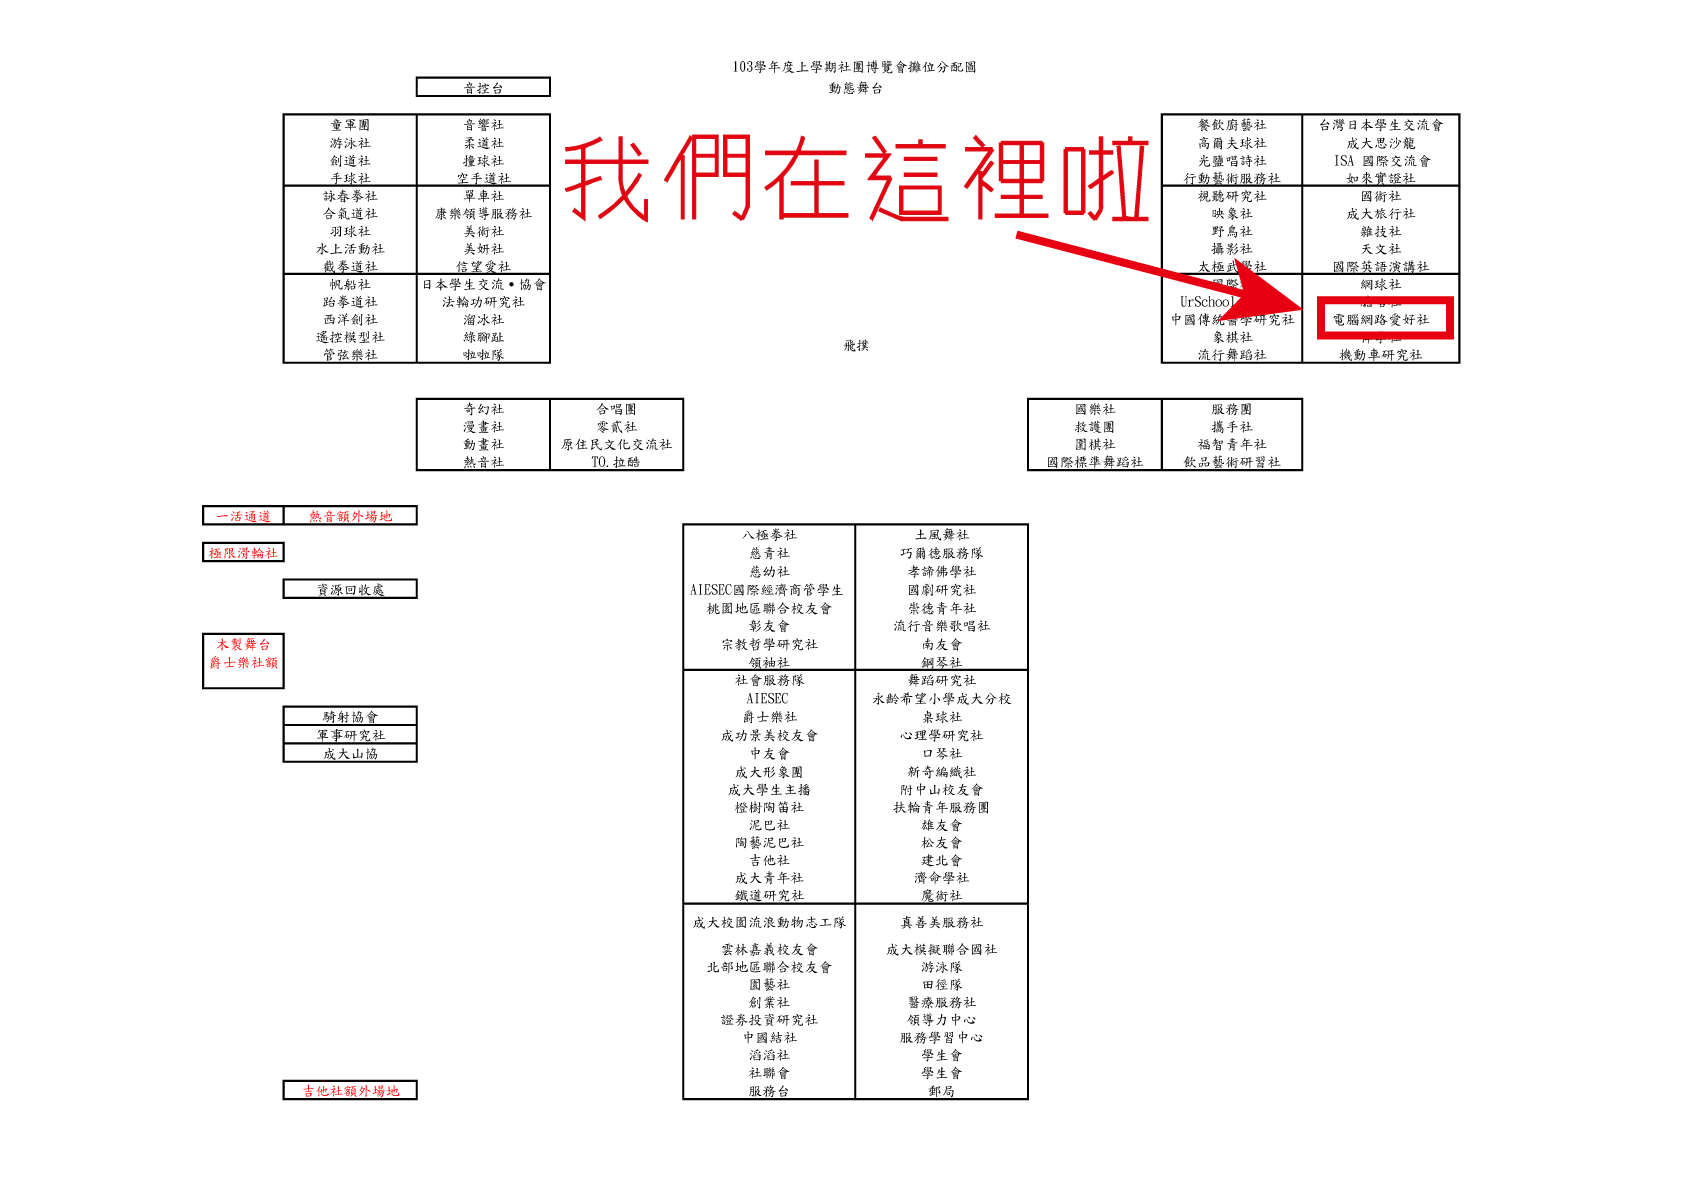 103學年度上學期社團博覽會攤位分配圖
動態舞台
音控台
我們在這裡啦
童軍團 音響社
游泳社 柔道社
劍道社 撞球社
手球社 空手道社
詠春拳社 單車社
合氣道社 康樂領導服務社
羽球社 美術社
水上活動社 美妍社
截拳道社 信望愛社
帆船社 日本學生交流•協會
跆拳道社 法輪功研究社
西洋劍社 溜冰社
遙控模型社 綠腳趾
管弦樂社 啦啦隊
餐飲廚藝社 台灣日本學生交流會
高爾夫球社 成大思沙龍
光鹽唱詩社 ISA 國際交流會
行動藝術服務社 如來實證社
視聽研究社 國術社
映象社 成大旅行社
野鳥社 雜技社
攝影社 天文社
太極武學社 國際英語演講社
國際 網球社
UrSchool
中國傳統醫學研究社 電腦網路愛好社
象棋社
流行舞蹈社 機動車研究社
飛撲
奇幻社 合唱團
漫畫社 零貳社
動畫社 原住民文化交流社
熱音社 TO.拉酷
國樂社 服務團
救護團 攜手社
圍棋社 福智青年社
國際標準舞蹈社 飲品藝術研習社
一活通道 熱音額外場地
極限滑輪社
資源回收處
木製舞台
爵士樂社額
騎射協會
軍事研究社
成大山協
吉他社額外場地
八極拳社 土風舞社
慈青社 巧爾德服務隊
慈幼社 孝諦佛學社
AIESEC國際經濟商管學生 國劇研究社
桃園地區聯合校友會 崇德青年社
彰友會 流行音樂歌唱社
宗教哲學研究社 南友會
領袖社 鋼琴社
社會服務隊 舞蹈研究社
AIESEC 永齡希望小學成大分校
爵士樂社 桌球社
成功景美校友會 心理學研究社
中友會 口琴社
成大形象團 新奇編織社
成大學生主播 附中山校友會
橙樹陶笛社 扶輪青年服務團
泥巴社 雄友會
陶藝泥巴社 松友會
吉他社 建北會
成大青年社 濟命學社
鐵道研究社 魔術社
成大校園流浪動物志工隊 真善美服務社
雲林嘉義校友會 成大模擬聯合國社
北部地區聯合校友會 游泳隊
園藝社 田徑隊
創業社 醫療服務社
證券投資研究社 領導力中心
中國結社 服務學習中心
滔滔社 學生會
社聯會 學生會
服務台 郵局